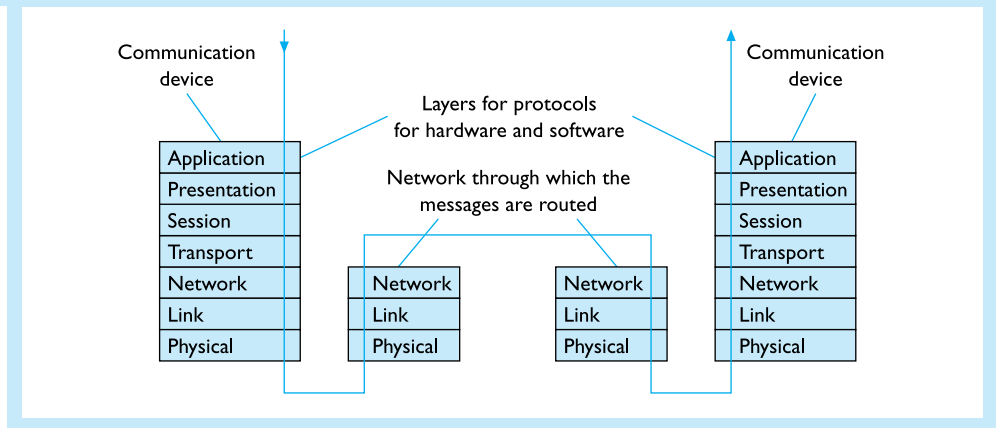 Communication
device
Communication
device
Layers for protocols
for hardware and software
Network through which the
messages are routed
Application
Presentation
Session
Transport
Network
Link
Physical
Network
Link
Physical
Network
Link
Physical
Application
Presentation
Session
Transport
Network
Link
Physical